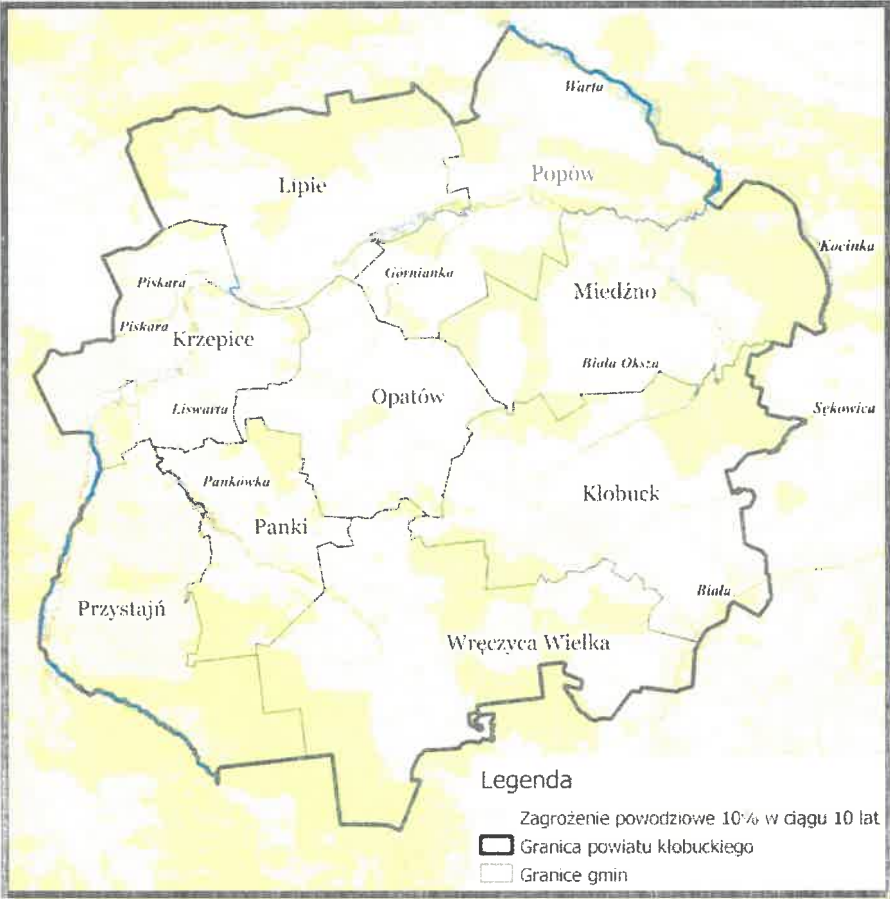 Warta
Lipie
Popów
Kocinka
Górnianka
Piskara
Miedźno
Piskara
Krzepice
Biała Oksza
Opatów
Liswarta
Sękowica
Pankówka
Kłobuck
Panki
Biała
Przystajń
Wręczyca Wielka
Legenda
Zagrożenie powodziowe 10% w ciągu 10 lat
Granica powiatu kłobuckiego
Granice gmin